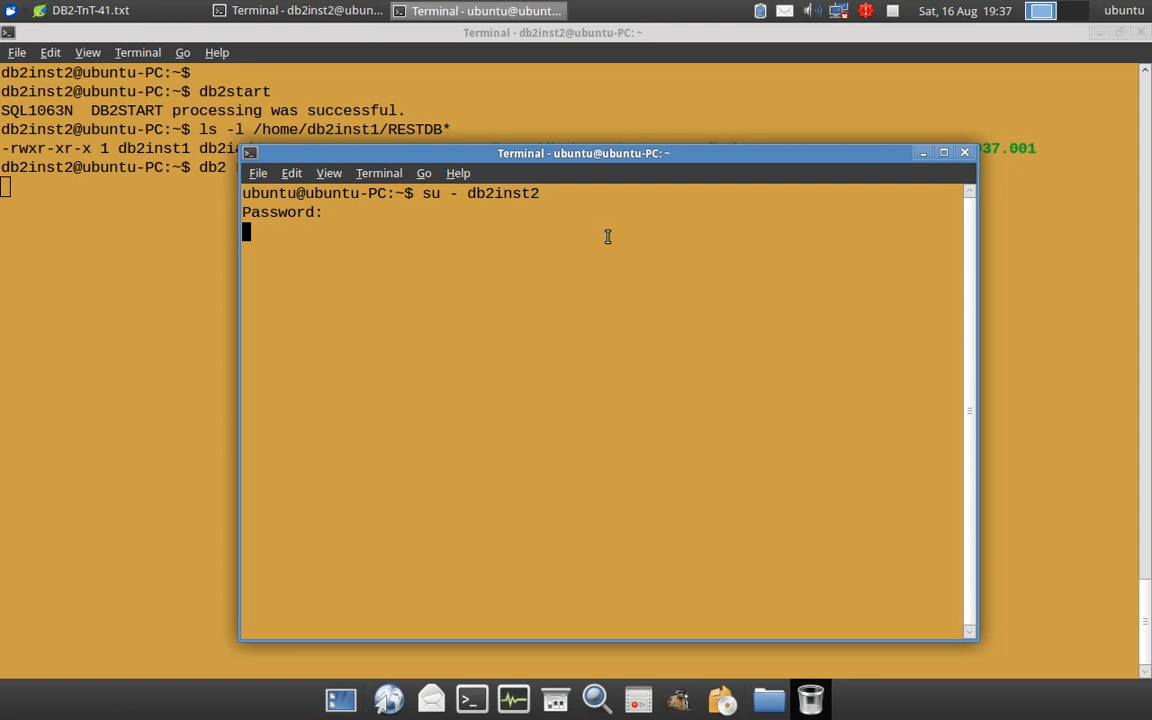 DB2-TnT-41.txt
Terminal - db2inst2@ubun...
Terminal - ubuntu@ubunt...
Sat, 16 Aug 19:37
ubuntu
Terminal - db2inst2@ubuntu-PC: ~
File Edit View Terminal Go Help
db2inst2@ubuntu-PC:~$
db2inst2@ubuntu-PC:~$ db2start
SQL1063N  DB2START processing was successful.
db2inst2@ubuntu-PC:~$ ls -l /home/db2inst1/RESTDB*
-rwxr-xr-x 1 db2inst1 37.001
db2inst2@ubuntu-PC:~$ db2
Terminal - ubuntu@ubuntu-PC: ~
File Edit View Terminal Go Help
ubuntu@ubuntu-PC:~$ su - db2inst2
Password: